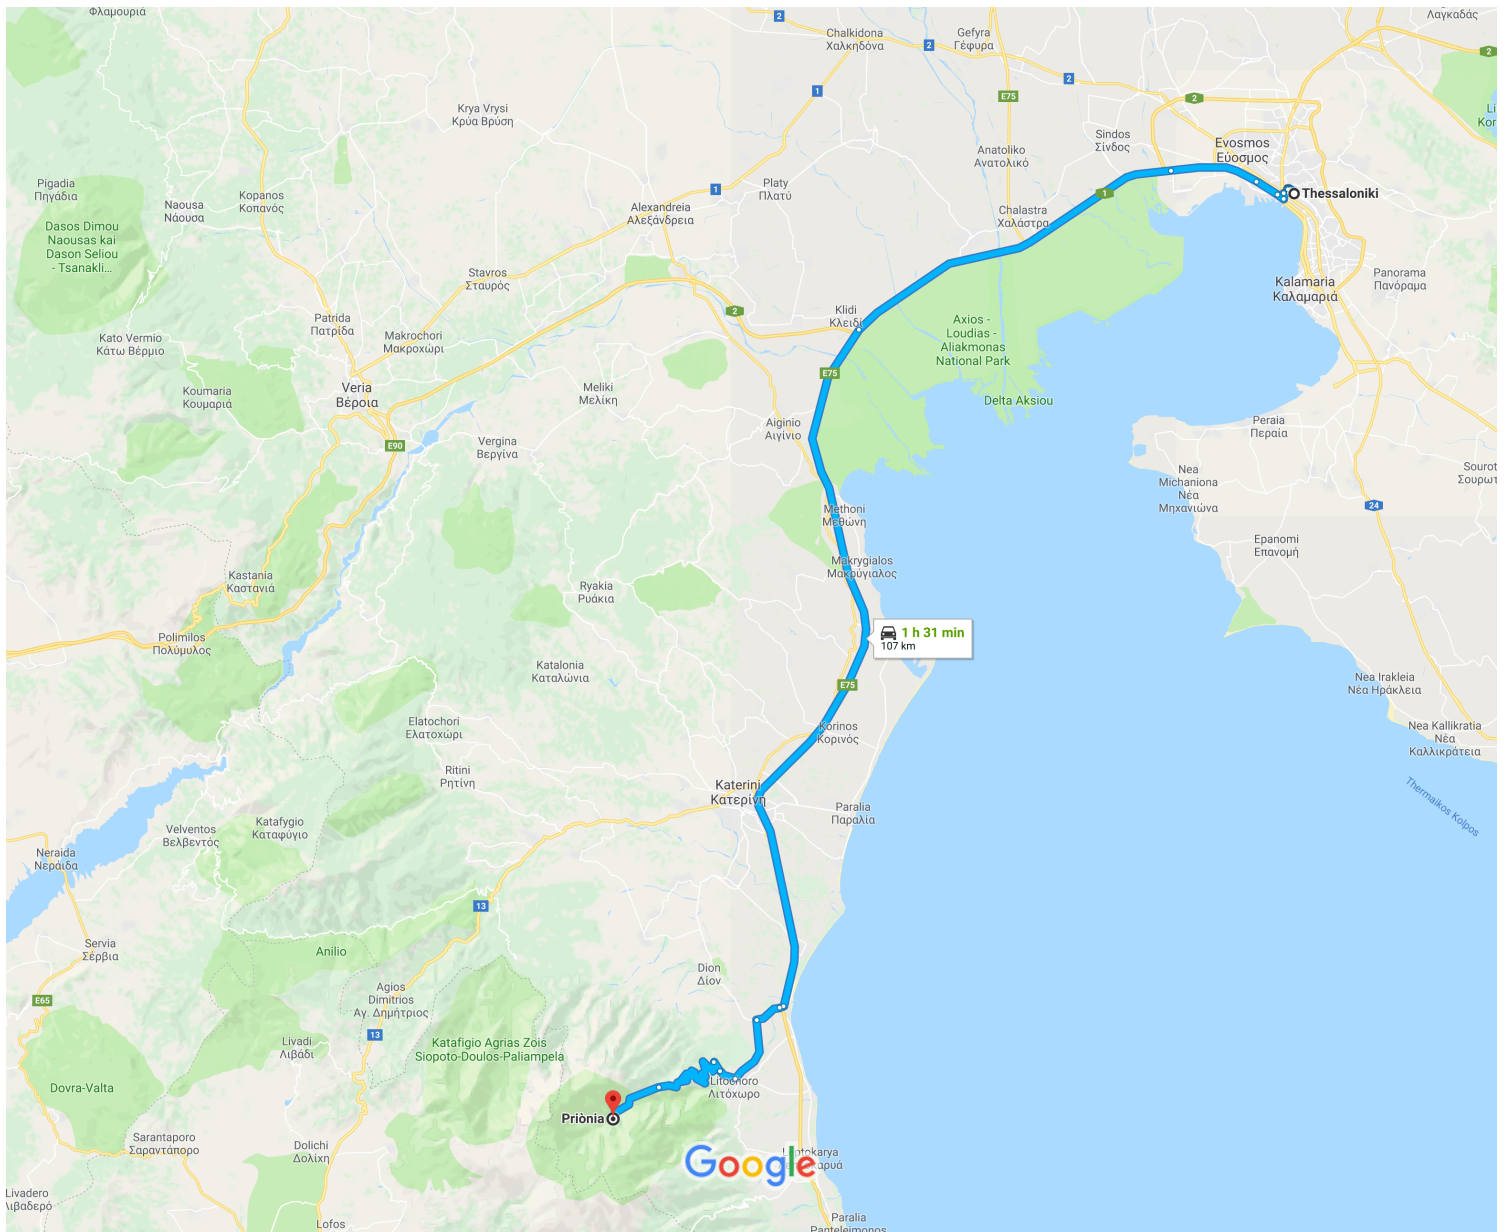 Φλαμουριά
2
Λαγκαδάς
Chalkidona
Χαλκηδόνα
Gefyra
Γέφυρα
2
2
2
1
E75
2
Krya Vrysi
Κρύα Βρύση
Sindos
Σίνδος
Evosmos
Εύοσμος
Anatoliko
Ανατολικό
Pigadia
Πηγάδια
Kopanos
Κοπανός
Naousa
Νάουσα
1
Platy
Πλατύ
1
Thessaloniki
Alexandreia
Αλεξάνδρεια
Chalastra
Χαλάστρα
Dasos Dimou
Naousas kai
Dason Seliou
- Tsanakli...
Stavros
Σταυρός
Panorama
Πανόραμα
Kalamaria
Καλαμαριά
Patrida
Πατρίδα
2
Klidi
Κλειδί
Kato Vermio
Κάτω Βέρμιο
Makrochori
Μακροχώρι
Axios -
Loudias -
Aliakmonas
National Park
E75
Koumaria
Κουμαριά
Veria
Βέροια
Meliki
Μελίκη
Delta Aksiou
Aiginio
Αιγίνιο
Peraia
Περαία
E90
Vergina
Βεργίνα
Nea
Michaniona
Νέα
Μηχανιώνα
Sourot
Σουρωτ
24
Methoni
Μεθώνη
Epanomi
Επανομή
Makrygialos
Μακρύγιαλος
Kastania
Καστανιά
Ryakia
Ρυάκια
1 h 31 min
107 km
Polimilos
Πολύμυλος
Katalonia
Καταλώνια
E75
Nea Irakleia
Νέα Ηράκλεια
Elatochori
Ελατοχώρι
Korinos
Κορινός
Nea Kallikratia
Νέα
Καλλικράτεια
Ritini
Ρητίνη
Katerini
Κατερίνη
Thermaikos Kolpos
Paralia
Παραλία
Velventos
Βελβεντός
Katafygio
Καταφύγιο
Neraida
Νεράιδα
13
Servia
Σέρβια
Anilio
Dion
Δίον
E65
Agios
Dimitrios
Αγ. Δημήτριος
13
Livadi
Λιβάδι
Katafigio Agrias Zois
Siopoto-Doulos-Paliampela
Dovra-Valta
Litochoro
Λιτόχωρο
Priònia
Sarantaporo
Σαραντάπορο
Dolichi
Δολίχη
Google
Livadero
Lofos
Paralia
Panteleimonos